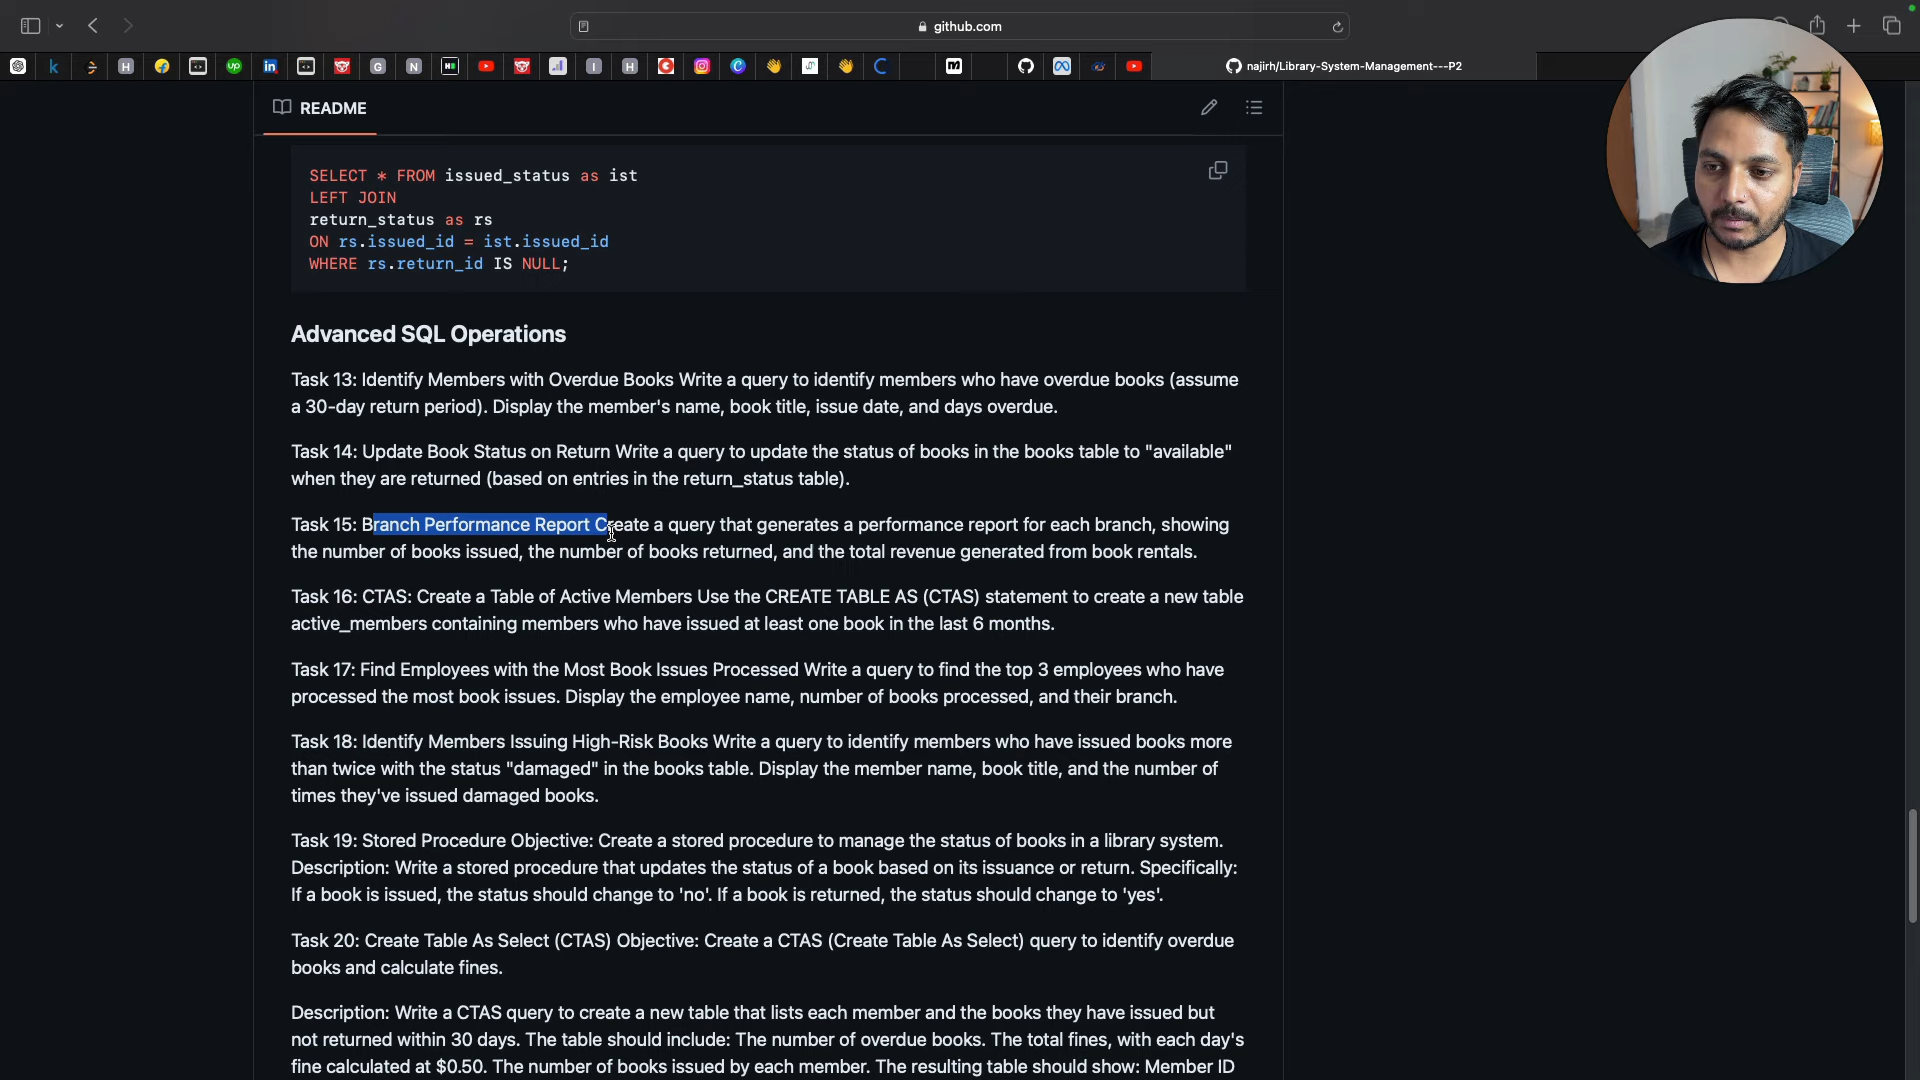 github.com
najirh/Library-System-Management---P2
README
SELECT * FROM issued_status as ist
LEFT JOIN
return_status as rs
ON rs.issued_id = ist.issued_id
WHERE rs.return_id IS NULL;
Advanced SQL Operations
Task 13: Identify Members with Overdue Books Write a query to identify members who have overdue books (assume
a 30-day return period). Display the member's name, book title, issue date, and days overdue.
Task 14: Update Book Status on Return Write a query to update the status of books in the books table to "available"
when they are returned (based on entries in the return_status table).
Task 15: Branch Performance Report Create a query that generates a performance report for each branch, showing
the number of books issued, the number of books returned, and the total revenue generated from book rentals.
Task 16: CTAS: Create a Table of Active Members Use the CREATE TABLE AS (CTAS) statement to create a new table
active_members containing members who have issued at least one book in the last 6 months.
Task 17: Find Employees with the Most Book Issues Processed Write a query to find the top 3 employees who have
processed the most book issues. Display the employee name, number of books processed, and their branch.
Task 18: Identify Members Issuing High-Risk Books Write a query to identify members who have issued books more
than twice with the status "damaged" in the books table. Display the member name, book title, and the number of
times they've issued damaged books.
Task 19: Stored Procedure Objective: Create a stored procedure to manage the status of books in a library system.
Description: Write a stored procedure that updates the status of a book based on its issuance or return. Specifically:
If a book is issued, the status should change to 'no'. If a book is returned, the status should change to 'yes'.
Task 20: Create Table As Select (CTAS) Objective: Create a CTAS (Create Table As Select) query to identify overdue
books and calculate fines.
Description: Write a CTAS query to create a new table that lists each member and the books they have issued but
not returned within 30 days. The table should include: The number of overdue books. The total fines, with each day's
fine calculated at $0.50. The number of books issued by each member. The resulting table should show: Member ID